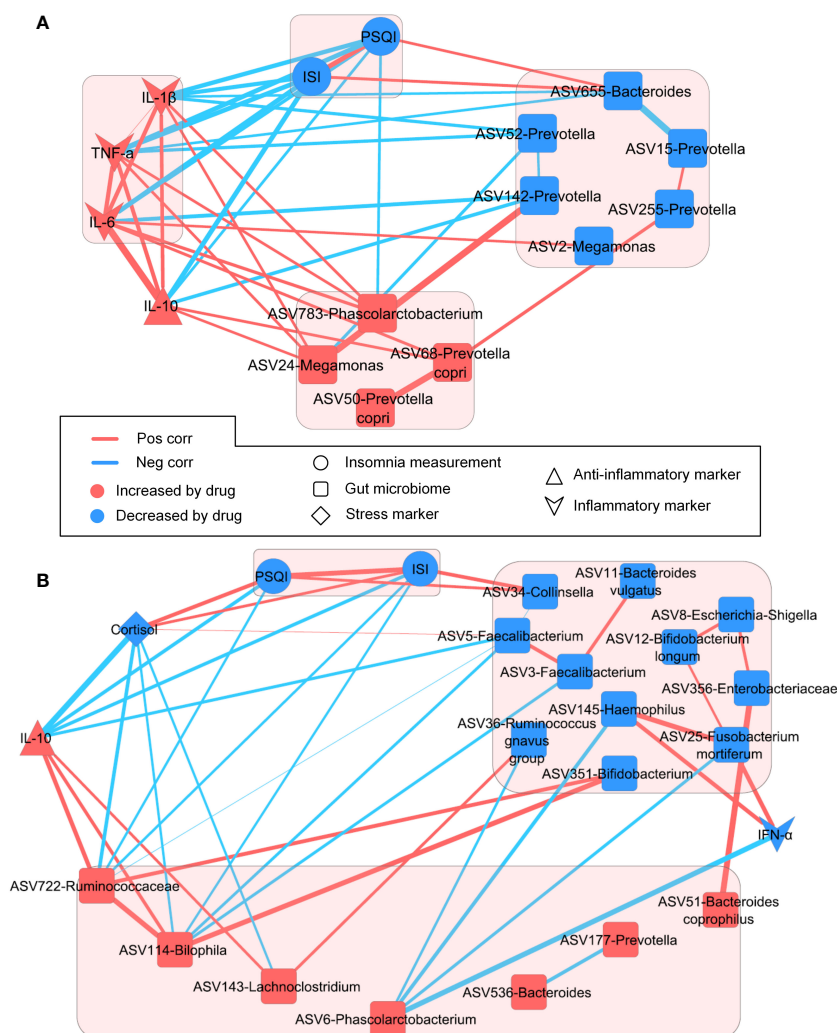 A
PSQI
ISI
IL-1β
TNF-a
IL-6
IL-10
ASV655-Bacteroides
ASV52-Prevotella
ASV15-Prevotella
ASV142-Prevotella
ASV255-Prevotella
ASV2-Megamonas
ASV783-Phascolarctobacterium
ASV24-Megamonas
ASV68-Prevotella
copri
ASV50-Prevotella
copri
Pos corr
Neg corr
Increased by drug
Decreased by drug
Insomnia measurement
Gut microbiome
Stress marker
Anti-inflammatory marker
Inflammatory marker
B
PSQI
ISI
Cortisol
IL-10
ASV34-Collinsella
ASV11-Bacteroides
vulgatus
ASV8-Escherichia-Shigella
ASV5-Faecalibacterium
ASV12-Bifidobacterium
longum
ASV3-Faecalibacterium
ASV356-Enterobacteriaceae
ASV145-Haemophilus
ASV36-Ruminococcus
gnavus
group
ASV25-Fusobacterium
mortiferum
ASV351-Bifidobacterium
IFN-α
ASV722-Ruminococcaceae
ASV51-Bacteroides
coprophilus
ASV114-Bilophila
ASV177-Prevotella
ASV143-Lachnoclostridium
ASV536-Bacteroides
ASV6-Phascolarctobacterium